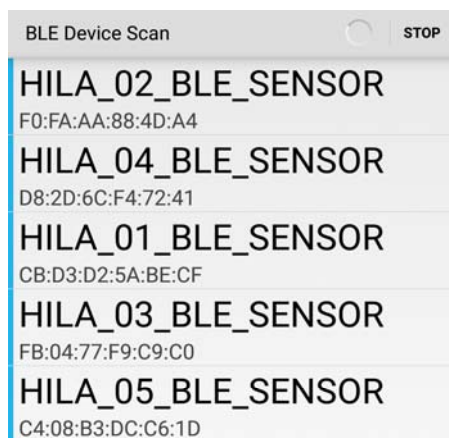 BLE Device Scan STOP
HILA_02_BLE_SENSOR
F0:FA:AA:88:4D:A4
HILA_04_BLE_SENSOR
D8:2D:6C:F4:72:41
HILA_01_BLE_SENSOR
CB:D3:D2:5A:BE:CF
HILA_03_BLE_SENSOR
FB:04:77:F9:C9:C0
HILA_05_BLE_SENSOR
C4:08:B3:DC:C6:1D